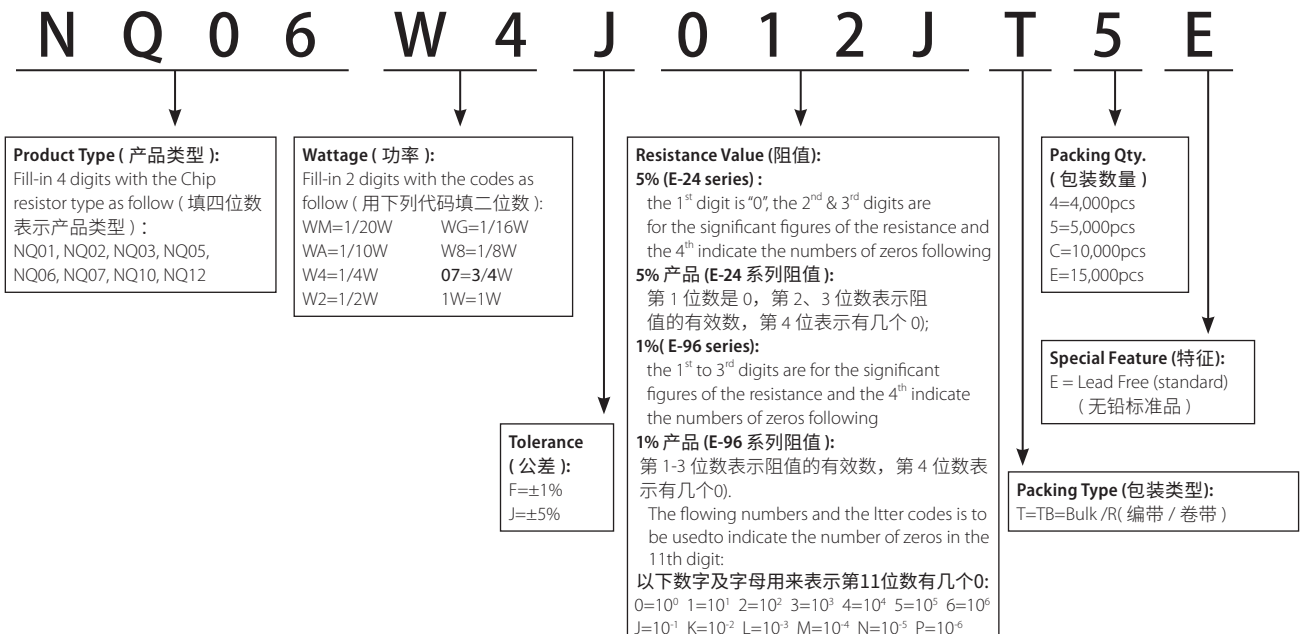 N Q 0 6 W 4 J 0 1 2 J T 5 E
Product Type ( 产品类型 ):
Fill-in 4 digits with the Chip
resistor type as follow ( 填四位数
表示产品类型 ) :
NQ01, NQ02, NQ03, NQ05,
NQ06, NQ07, NQ10, NQ12
Wattage ( 功率 ):
Fill-in 2 digits with the codes as
follow ( 用下列代码填二位数 ):
WM=1/20W WG=1/16W
WA=1/10W W8=1/8W
W4=1/4W 07=3/4W
W2=1/2W 1W=1W
Tolerance
( 公差 ):
F=±1%
J=±5%
Resistance Value (阻值):
5% (E-24 series) :
the 1st digit is "0", the 2nd & 3rd digits are
for the significant figures of the resistance and
the 4th indicate the numbers of zeros following
5% 产品 (E-24 系列阻值 ):
第 1 位数是 0，第 2、3 位数表示阻
值的有效数，第 4 位表示有几个 0);
1%( E-96 series):
the 1st to 3rd digits are for the significant
figures of the resistance and the 4th indicate
the numbers of zeros following
1% 产品 (E-96 系列阻值 ):
第 1-3 位数表示阻值的有效数，第 4 位数表
示有几个0).
The flowing numbers and the ltter codes is to
be usedto indicate the number of zeros in the
11th digit:
以下数字及字母用来表示第11位数有几个0:
0=10⁰ 1=10¹ 2=10² 3=10³ 4=10⁴ 5=10⁵ 6=10⁶
J=10⁻¹ K=10⁻² L=10⁻³ M=10⁻⁴ N=10⁻⁵ P=10⁻⁶
Packing Qty.
( 包装数量 )
4=4,000pcs
5=5,000pcs
C=10,000pcs
E=15,000pcs
Special Feature (特征):
E = Lead Free (standard)
( 无铅标准品 )
Packing Type (包装类型):
T=TB=Bulk /R( 编带 / 卷带 )